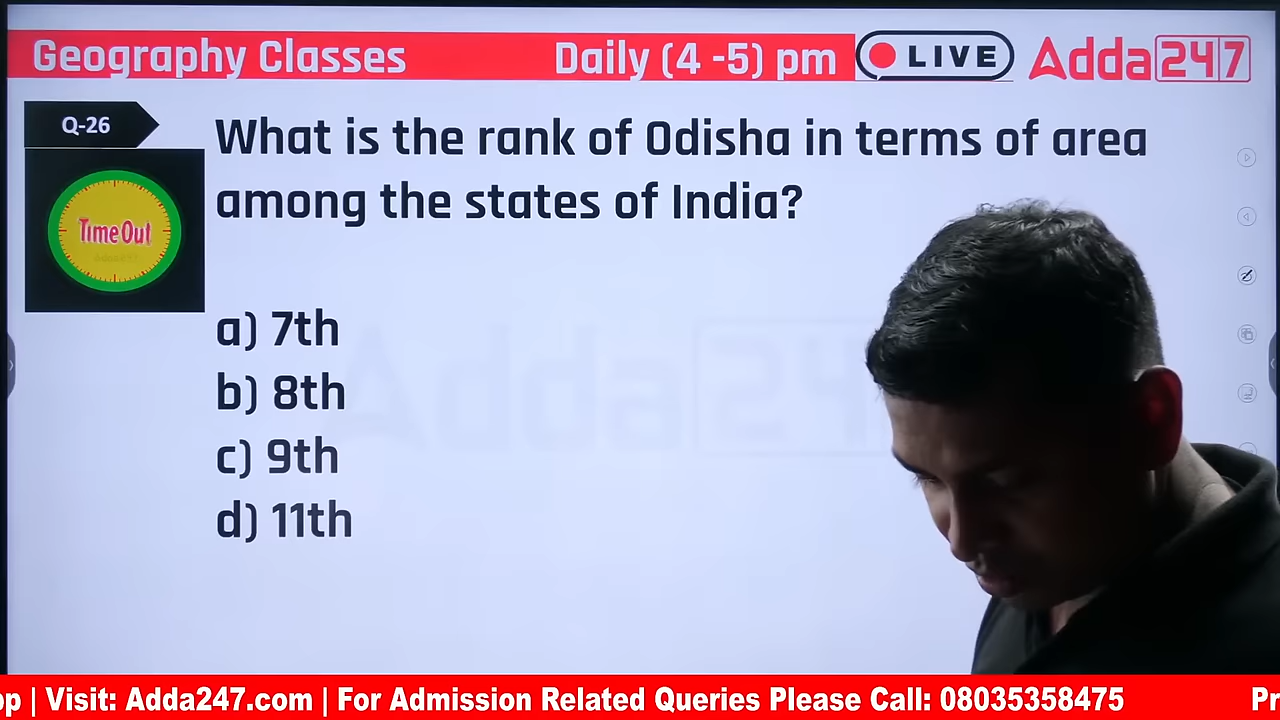 Geography Classes Daily (4 -5) pm LIVE Adda247
Q-26
Time Out
What is the rank of Odisha in terms of area
among the states of India?
a) 7th
b) 8th
c) 9th
d) 11th
| Visit: Adda247.com | For Admission Related Queries Please Call: 08035358475